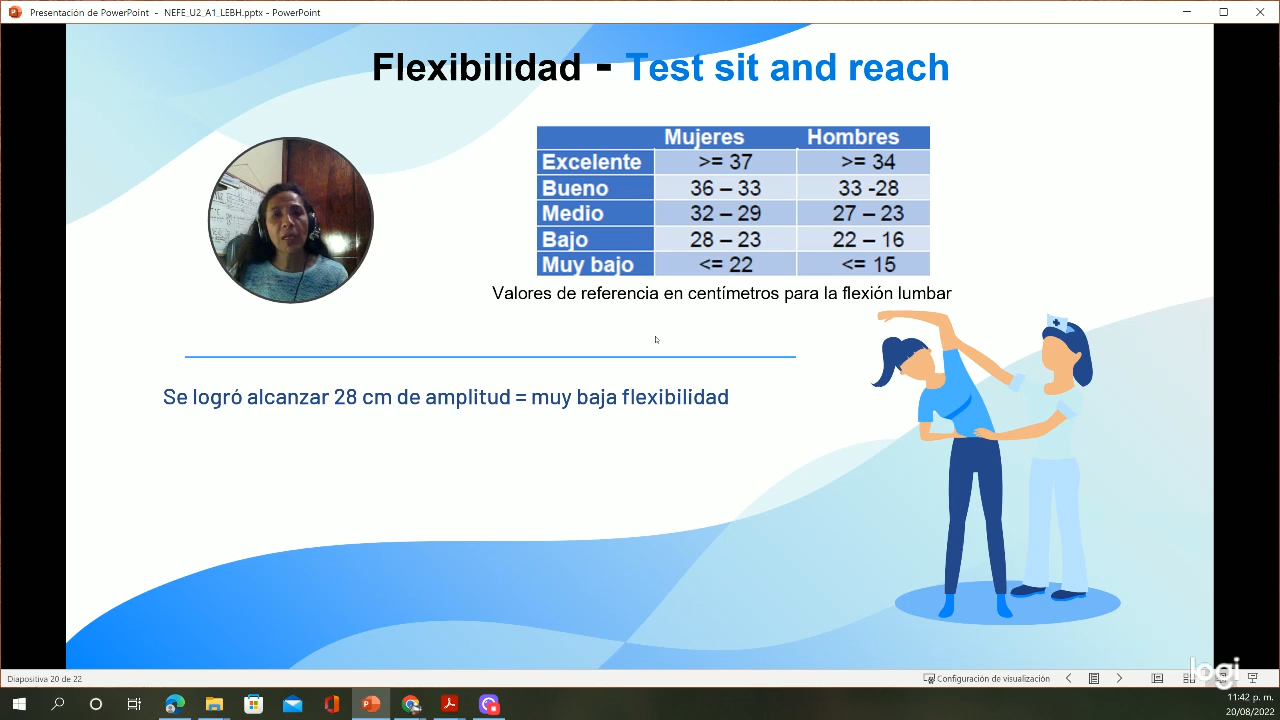 Presentación de PowerPoint - NEFE_U2_A1_LEBH.pptx - PowerPoint
Flexibilidad - Test sit and reach
Mujeres Hombres
Excelente >= 37 >= 34
Bueno 36 – 33 33 -28
Medio 32 – 29 27 – 23
Bajo 28 – 23 22 – 16
Muy bajo <= 22 <= 15
Valores de referencia en centímetros para la flexión lumbar
Se logró alcanzar 28 cm de amplitud = muy baja flexibilidad
logi
Diapositiva 20 de 22
Configuración de visualización
11:42 p. m.
20/08/2022